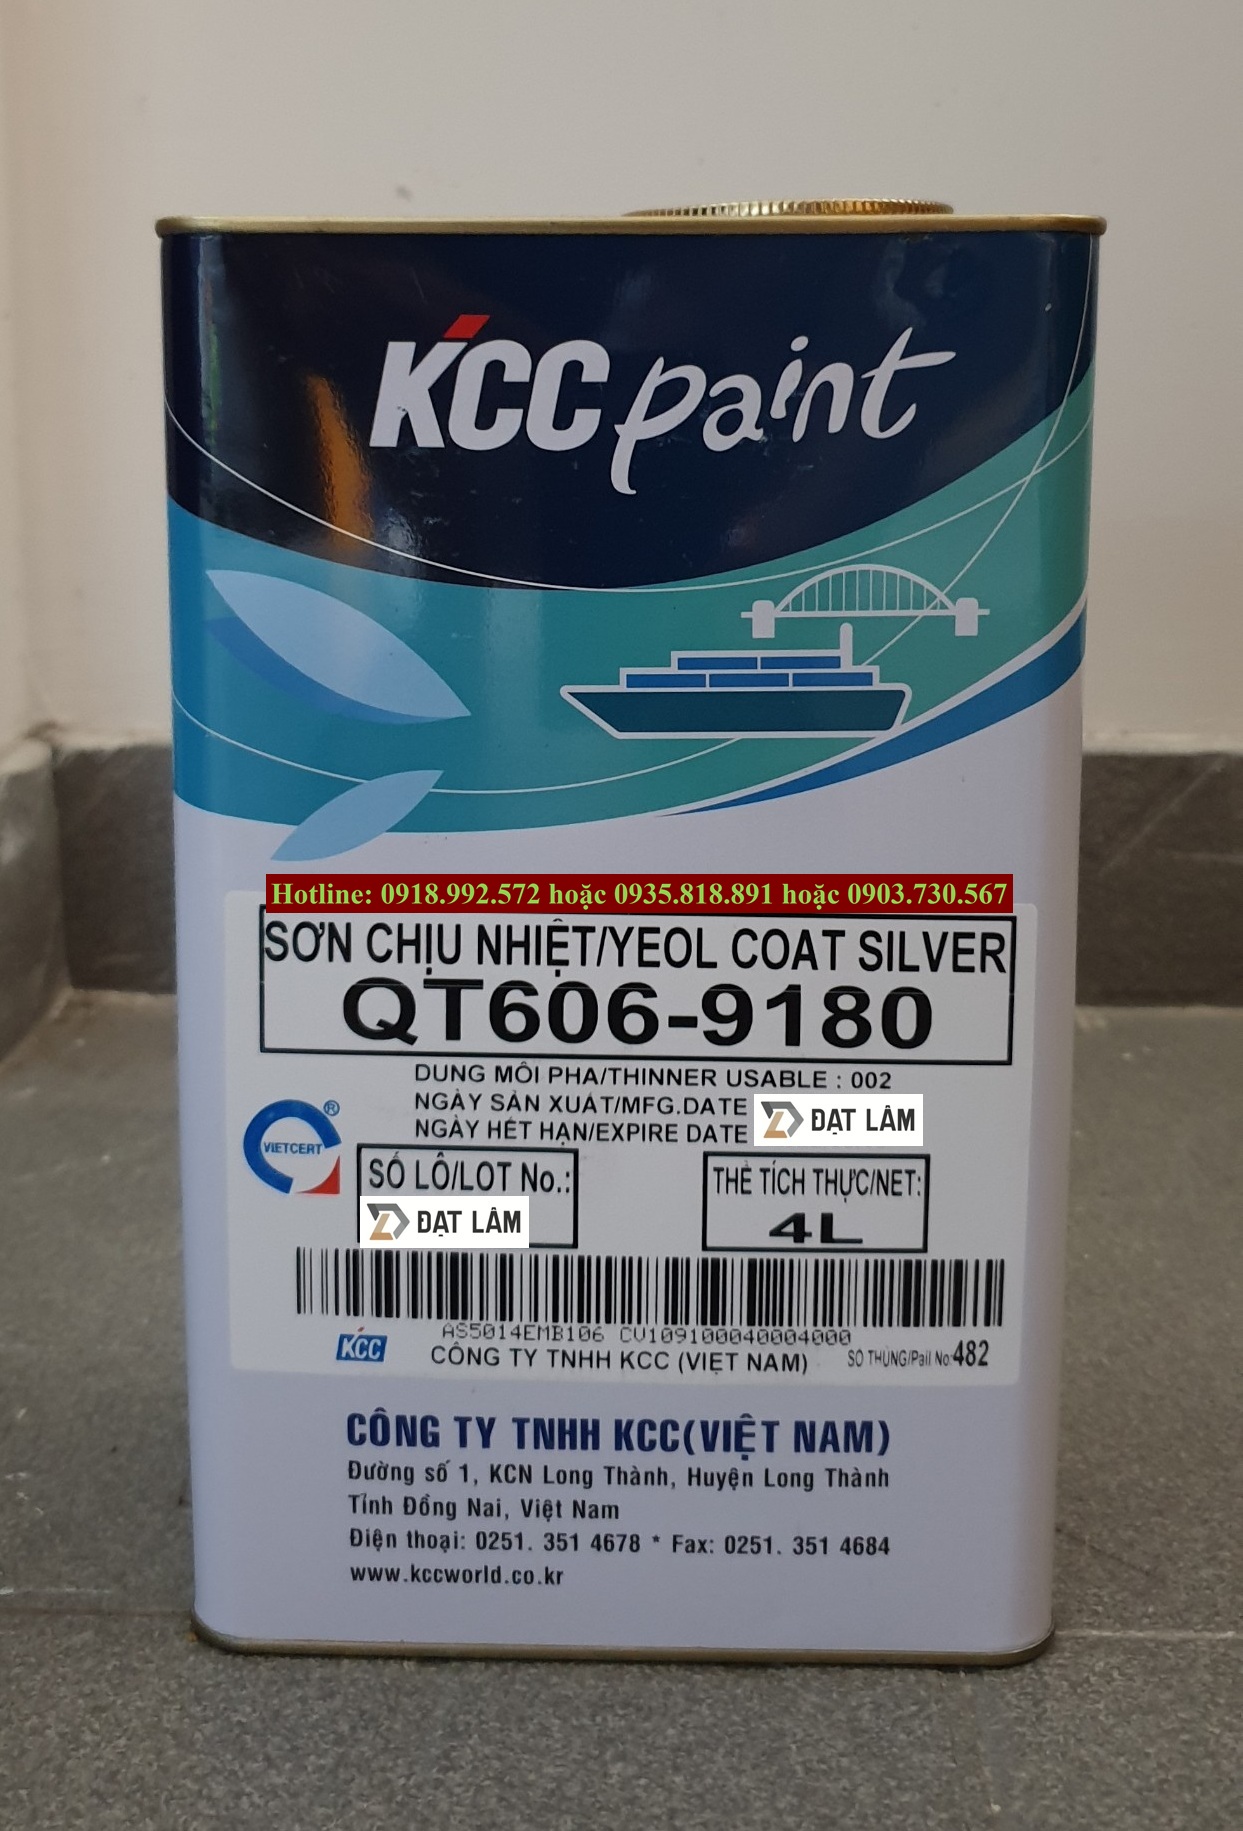 KCC paint
Hotline: 0918.992.572 hoặc 0935.818.891 hoặc 0903.730.567
SƠN CHỊU NHIỆT/YEOL COAT SILVER
QT606-9180
DUNG MÔI PHA/THINNER USABLE : 002
NGÀY SẢN XUẤT/MFG.DATE
NGÀY HẾT HẠN/EXPIRE DATE
ĐẠT LÂM
VIETCERT ®
SỐ LÔ/LOT No.:
ĐẠT LÂM
THỂ TÍCH THỰC/NET:
4L
AS5014EMB106 CV109100040004000
KCC
CÔNG TY TNHH KCC (VIỆT NAM)
SỐ THÙNG/Pail No:482
CÔNG TY TNHH KCC(VIỆT NAM)
Đường số 1, KCN Long Thành, Huyện Long Thành
Tỉnh Đồng Nai, Việt Nam
Điện thoại: 0251. 351 4678 * Fax: 0251. 351 4684
www.kccworld.co.kr